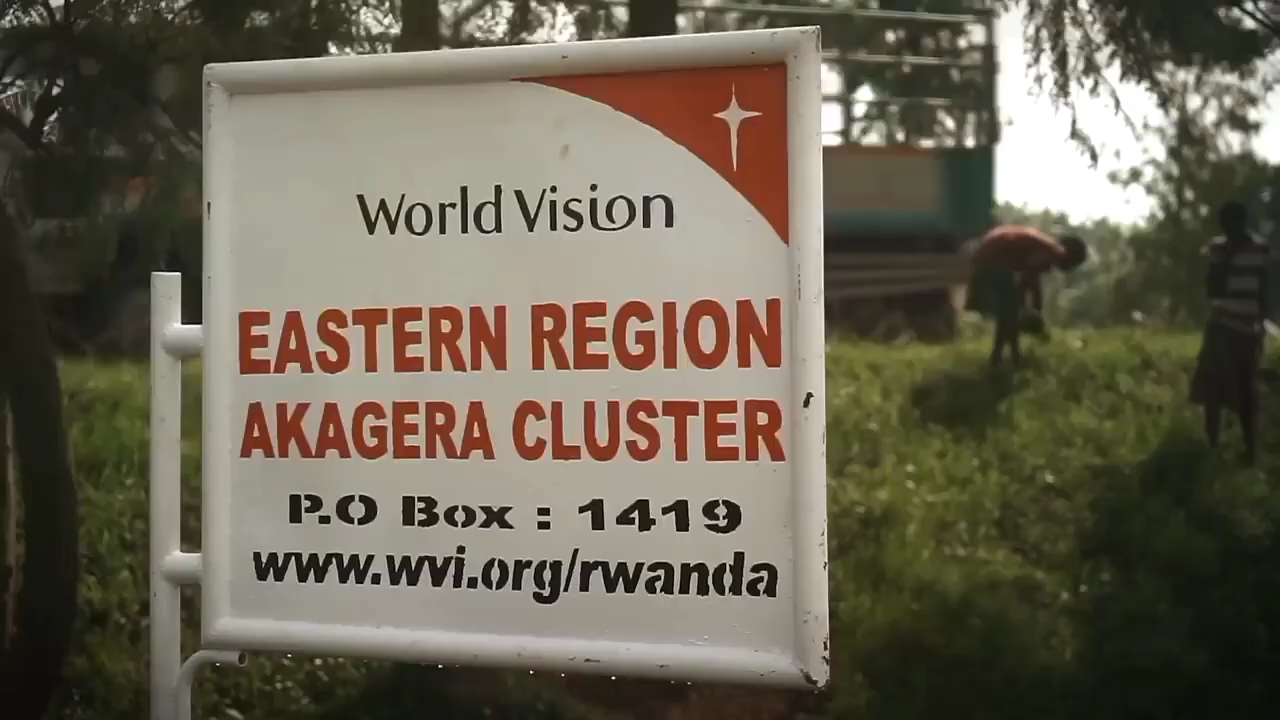 World Vision
EASTERN REGION
AKAGERA CLUSTER
P.O Box : 1419
www.wvi.org/rwanda